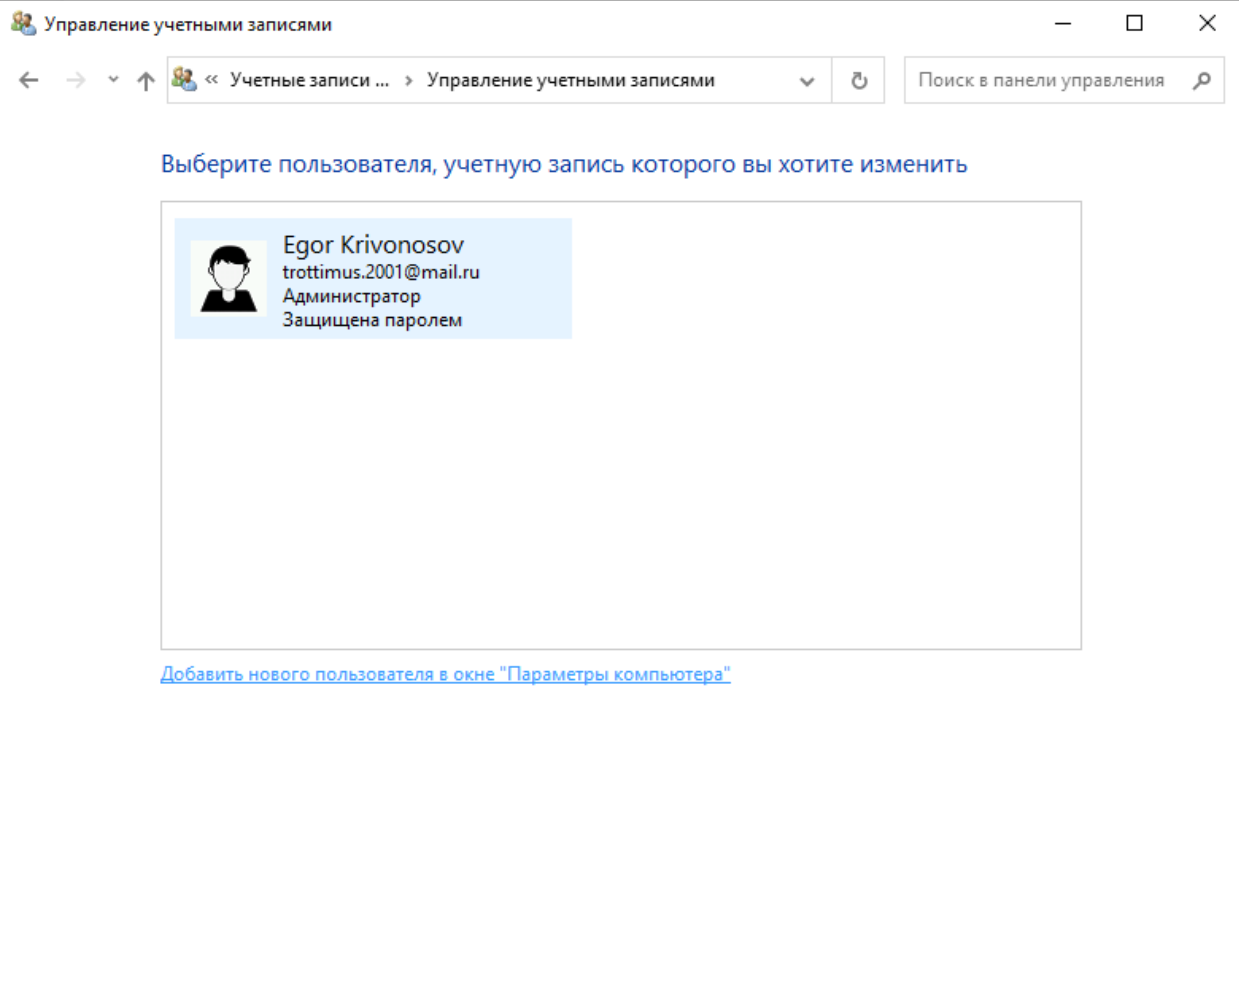 Управление учетными записями
« Учетные записи ... › Управление учетными записями
Поиск в панели управления
Выберите пользователя, учетную запись которого вы хотите изменить
Egor Krivonosov
trottimus.2001@mail.ru
Администратор
Защищена паролем
Добавить нового пользователя в окне "Параметры компьютера"